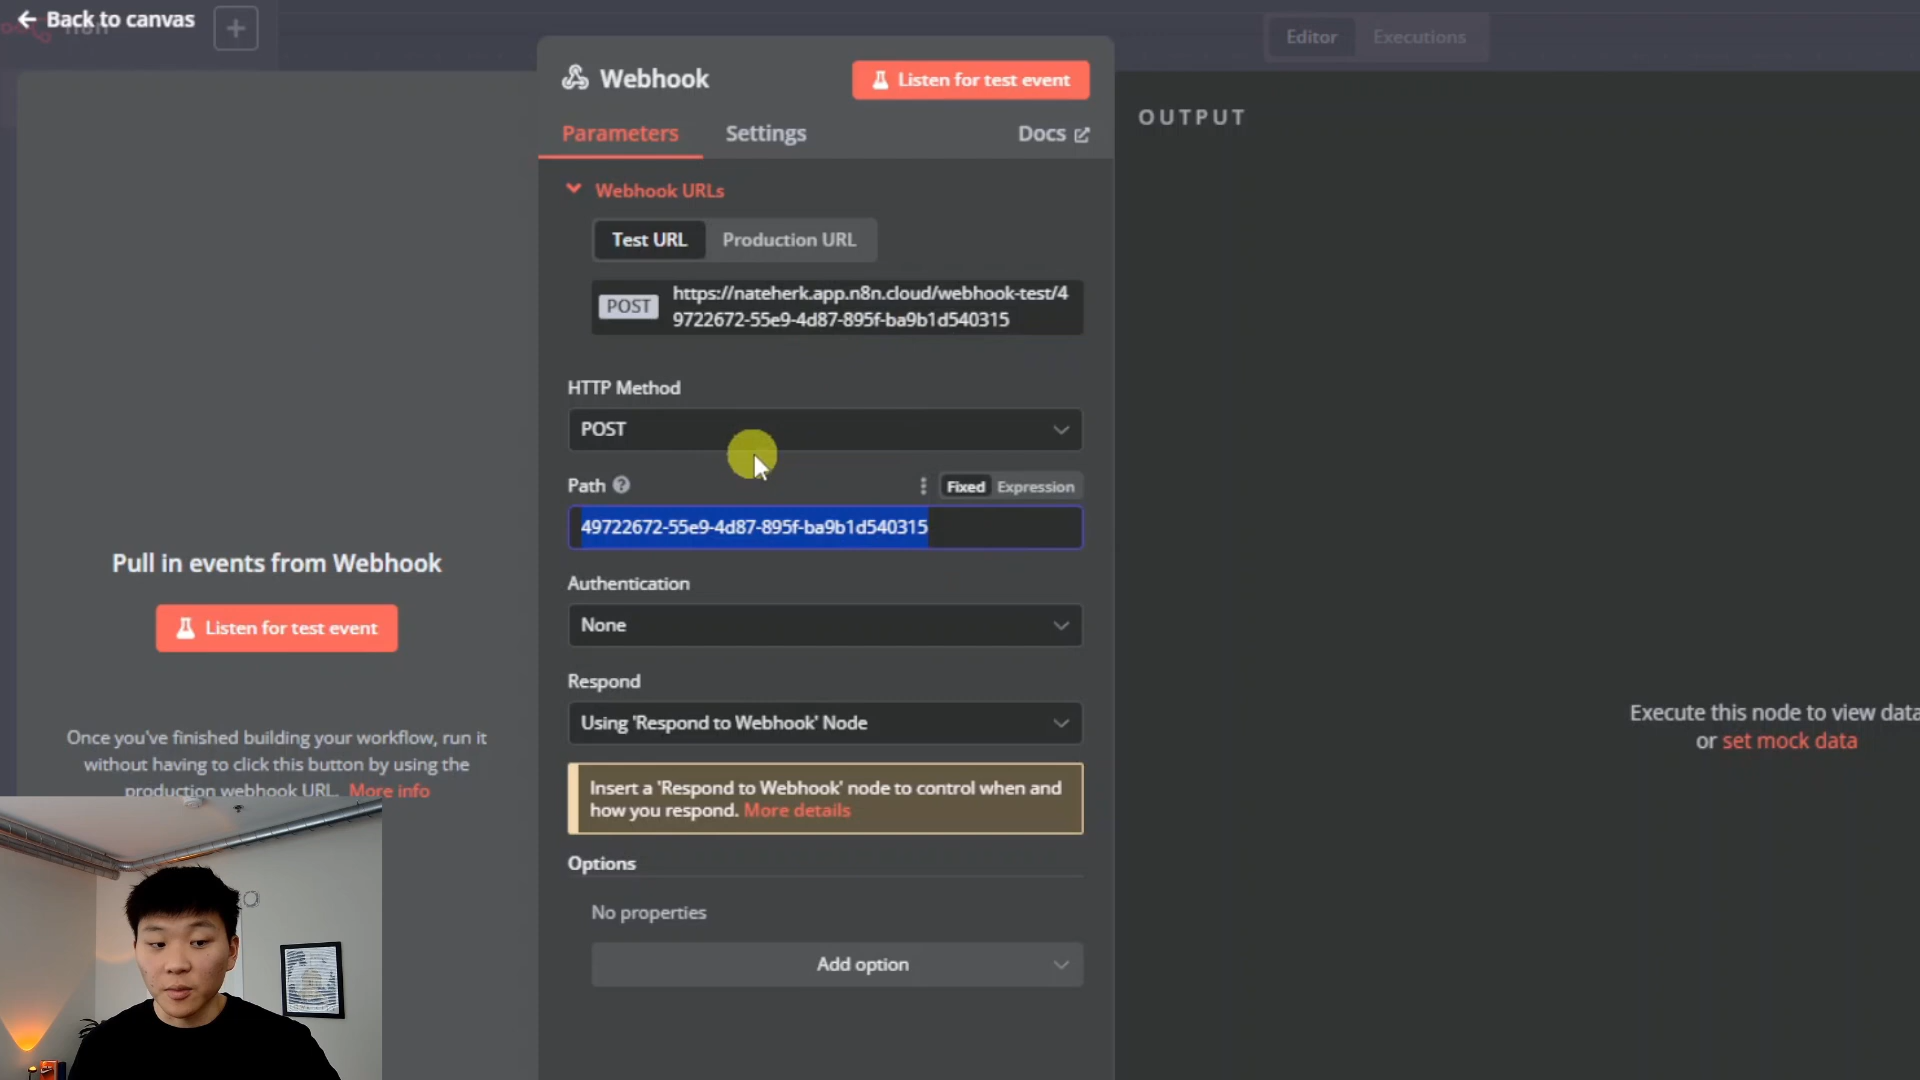 Back to canvas
n8n
Editor
Executions
Webhook
Listen for test event
OUTPUT
Parameters
Settings
Docs
Webhook URLs
Test URL
Production URL
POST
https://nateherk.app.n8n.cloud/webhook-test/4
9722672-55e9-4d87-895f-ba9b1d540315
HTTP Method
POST
Path
Fixed
Expression
49722672-55e9-4d87-895f-ba9b1d540315
Pull in events from Webhook
Authentication
Listen for test event
None
Respond
Using 'Respond to Webhook' Node
Once you've finished building your workflow, run it
without having to click this button by using the
production webhook URL. More info
Execute this node to view data
or set mock data
Insert a 'Respond to Webhook' node to control when and
how you respond. More details
Options
No properties
Add option